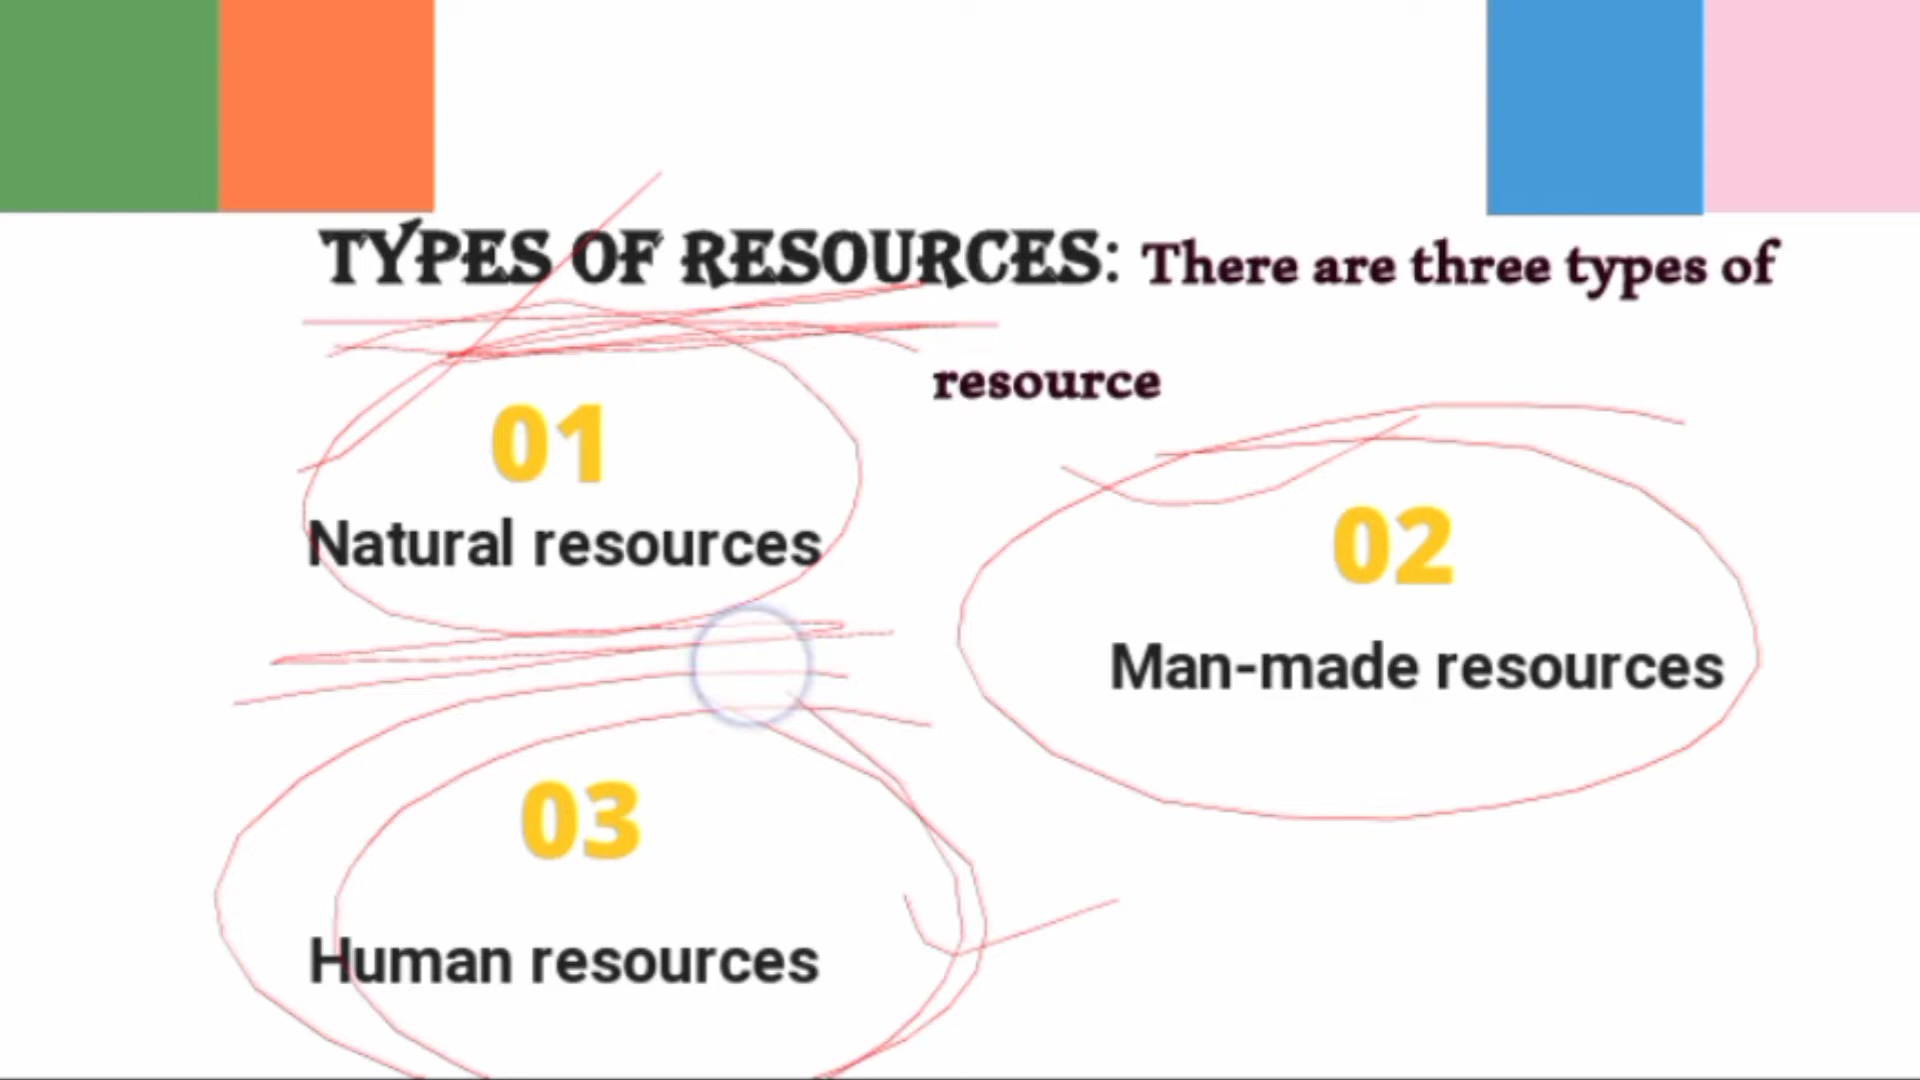 TYPES OF RESOURCES: There are three types of
resource
01
Natural resources
02
Man-made resources
03
Human resources